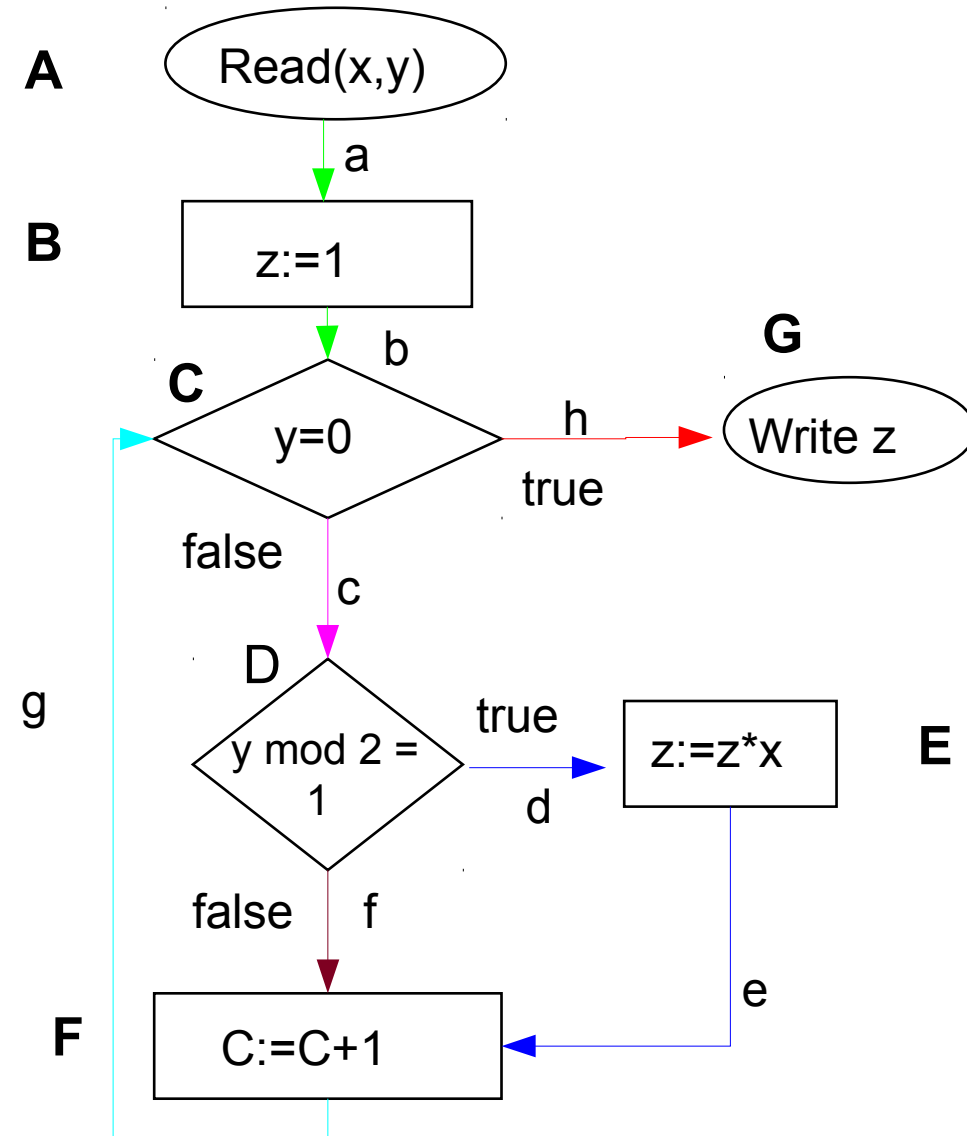 A
Read(x,y)
a
B
z:=1
b
G
C
y=0
h
Write z
true
false
c
D
g
true
y mod 2 =
1
z:=z*x
E
d
false
f
e
F
C:=C+1